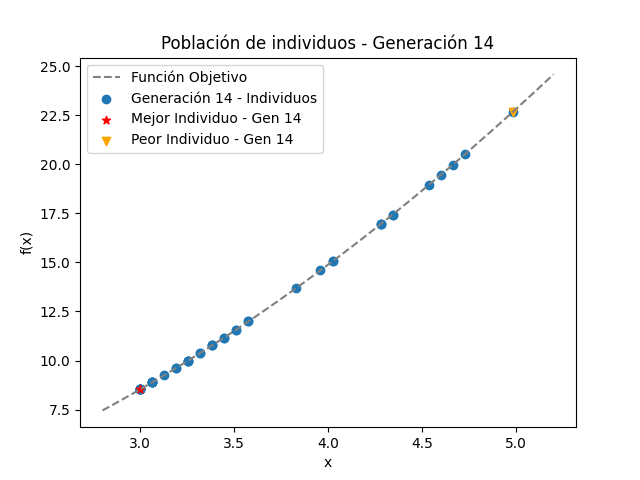 Población de individuos - Generación 14
Función Objetivo
Generación 14 - Individuos
Mejor Individuo - Gen 14
Peor Individuo - Gen 14
25.0
22.5
20.0
17.5
15.0
12.5
10.0
7.5
f(x)
3.0 3.5 4.0 4.5 5.0
x